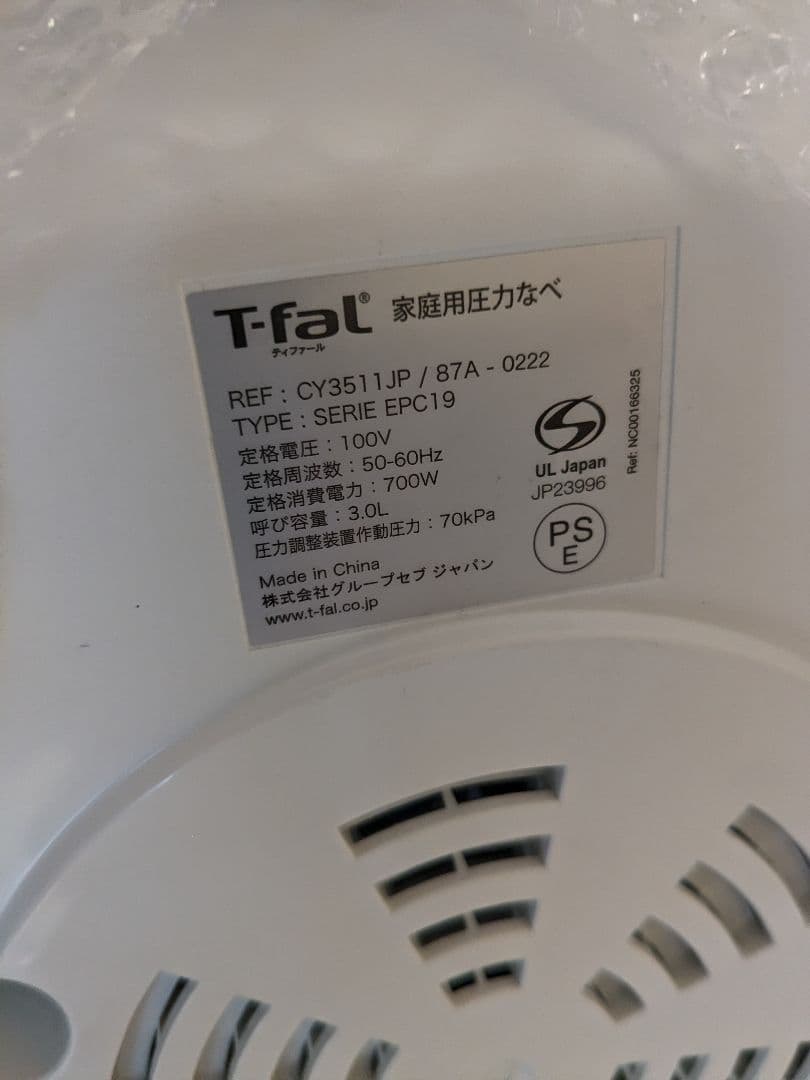 T-fal® 家庭用圧力なべ
ティファール
REF : CY3511JP / 87A - 0222
TYPE : SERIE EPC19
定格電圧 : 100V
定格周波数 : 50-60Hz
定格消費電力 : 700W
呼び容量 : 3.0L
圧力調整装置作動圧力 : 70kPa
Made in China
株式会社グループセブ ジャパン
www.t-fal.co.jp
UL Japan
JP23996
PS
E
Ref: NC00166325